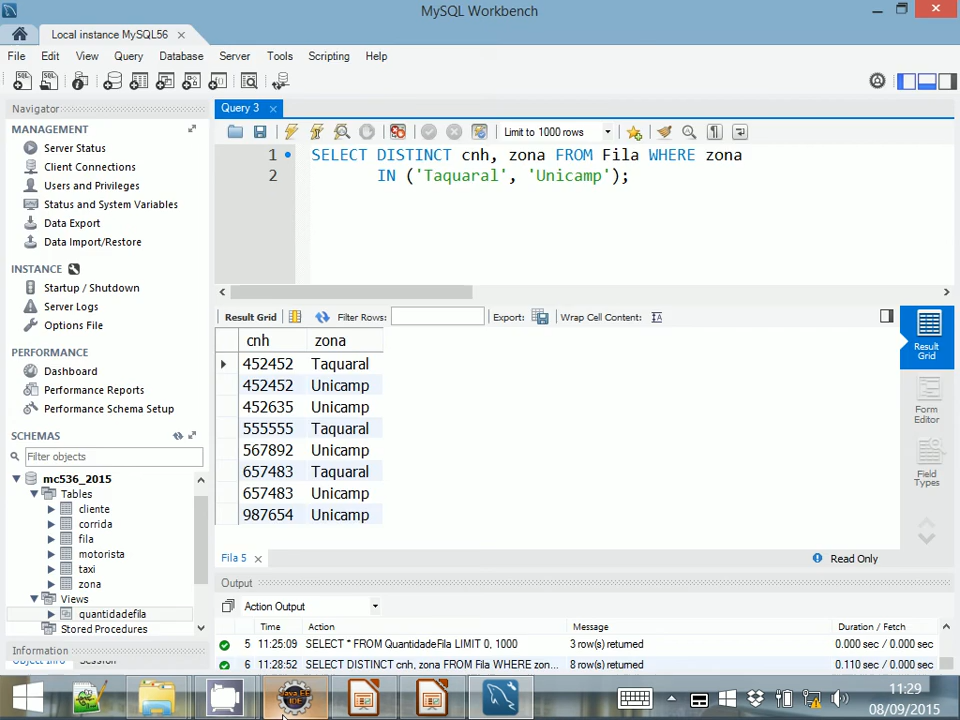 MySQL Workbench
Local instance MySQL56
File Edit View Query Database Server Tools Scripting Help
Navigator
MANAGEMENT
Server Status
Client Connections
Users and Privileges
Status and System Variables
Data Export
Data Import/Restore
INSTANCE
Startup / Shutdown
Server Logs
Options File
PERFORMANCE
Dashboard
Performance Reports
Performance Schema Setup
SCHEMAS
Filter objects
mc536_2015
Tables
cliente
corrida
fila
motorista
taxi
zona
Views
quantidadefila
Stored Procedures
Information
Object Info Session
Query 3
Limit to 1000 rows
1 SELECT DISTINCT cnh, zona FROM Fila WHERE zona
2 IN ('Taquaral', 'Unicamp');
Result Grid Filter Rows: Export: Wrap Cell Content:
cnh zona
452452 Taquaral
452452 Unicamp
452635 Unicamp
555555 Taquaral
567892 Unicamp
657483 Taquaral
657483 Unicamp
987654 Unicamp
Result
Grid
Form
Editor
Field
Types
Fila 5
Read Only
Output
Action Output
Time Action Message Duration / Fetch
5 11:25:09 SELECT * FROM QuantidadeFila LIMIT 0, 1000 3 row(s) returned 0.000 sec / 0.000 sec
6 11:28:52 SELECT DISTINCT cnh, zona FROM Fila WHERE zon... 8 row(s) returned 0.110 sec / 0.000 sec
Java EE
IDE
11:29
08/09/2015